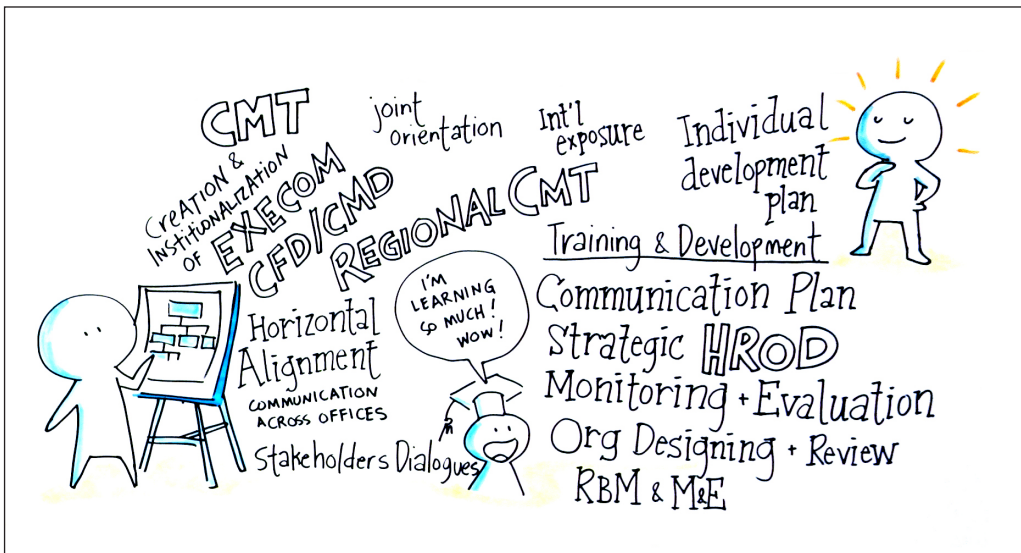 CMT
CREATION &
INSTITUTIONALIZATION
OF EXECOM
CFD/CMD
REGIONAL CMT
joint
orientation
Int'l
exposure
Individual
development
plan
Training & Development
Horizontal
Alignment
COMMUNICATION
ACROSS OFFICES
Stakeholders Dialogues
I'M
LEARNING
SO MUCH!
WOW!
Communication Plan
Strategic HROD
Monitoring + Evaluation
Org Designing + Review
RBM & M&E